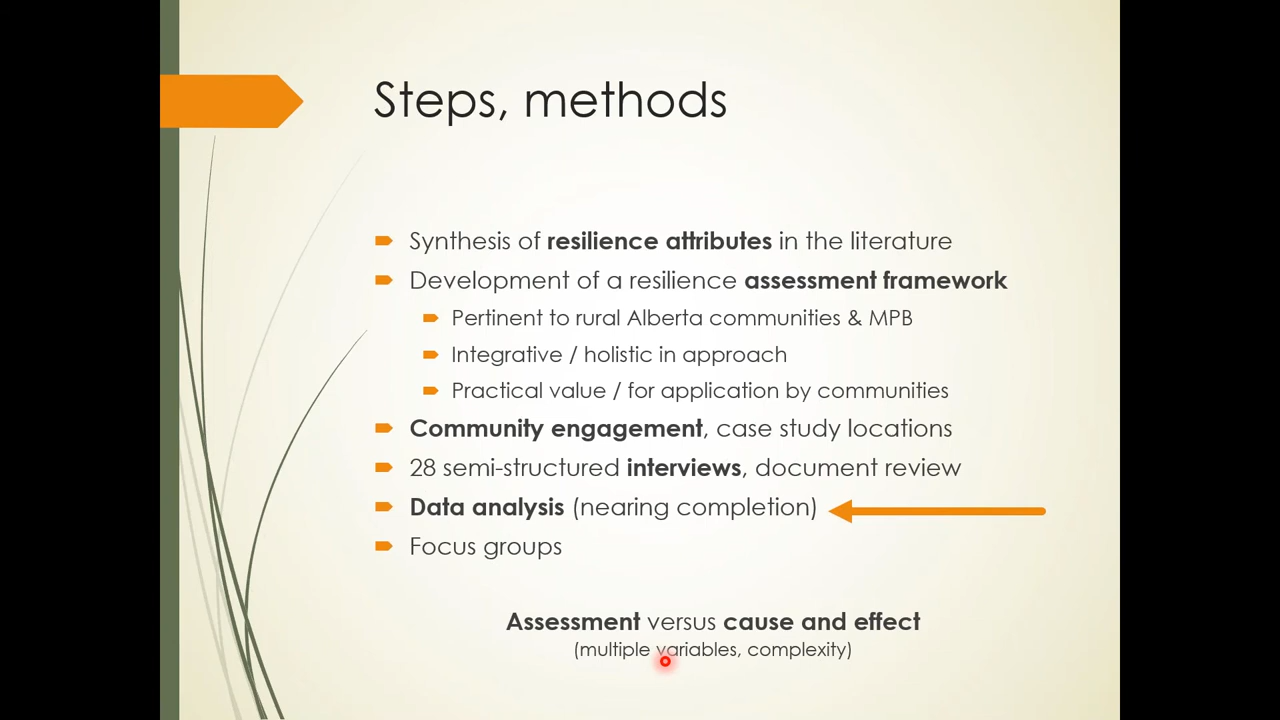 Steps, methods
Synthesis of resilience attributes in the literature
Development of a resilience assessment framework
Pertinent to rural Alberta communities & MPB
Integrative / holistic in approach
Practical value / for application by communities
Community engagement, case study locations
28 semi-structured interviews, document review
Data analysis (nearing completion)
Focus groups
Assessment versus cause and effect
(multiple variables, complexity)